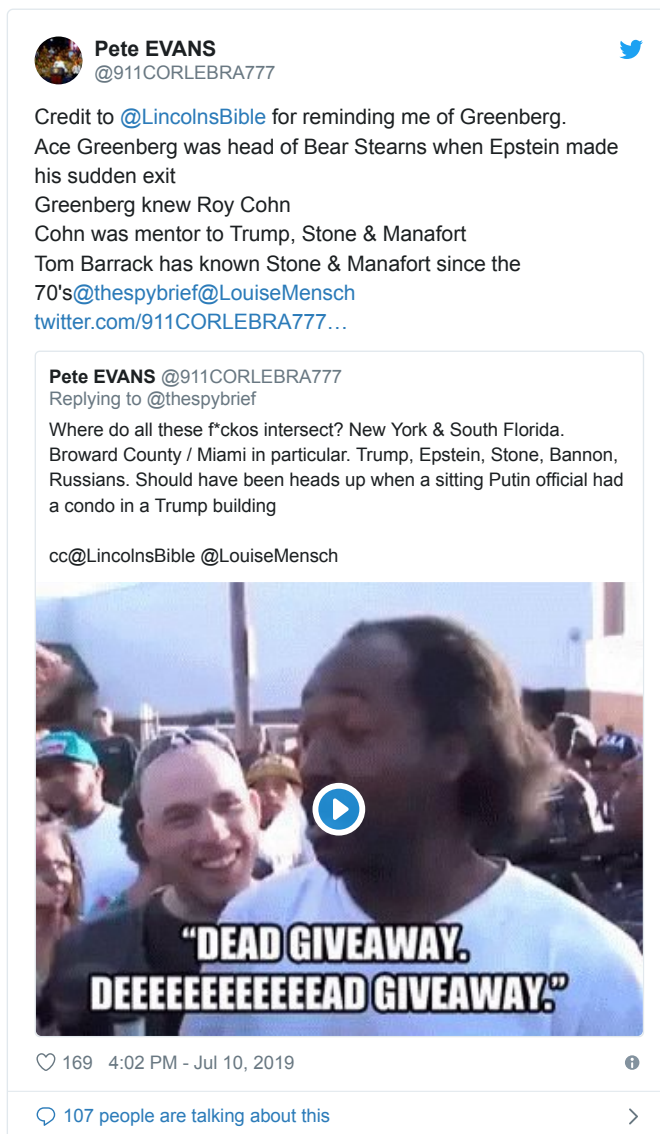 Pete EVANS
@911CORLEBRA777
Credit to @LincolnsBible for reminding me of Greenberg.
Ace Greenberg was head of Bear Stearns when Epstein made
his sudden exit
Greenberg knew Roy Cohn
Cohn was mentor to Trump, Stone & Manafort
Tom Barrack has known Stone & Manafort since the
70's@thespybrief@LouiseMensch
twitter.com/911CORLEBRA777…
Pete EVANS @911CORLEBRA777
Replying to @thespybrief
Where do all these f*ckos intersect? New York & South Florida.
Broward County / Miami in particular. Trump, Epstein, Stone, Bannon,
Russians. Should have been heads up when a sitting Putin official had
a condo in a Trump building
cc@LincolnsBible @LouiseMensch
“DEAD GIVEAWAY.
DEEEEEEEEEEEEAD GIVEAWAY.”
169 4:02 PM - Jul 10, 2019
107 people are talking about this